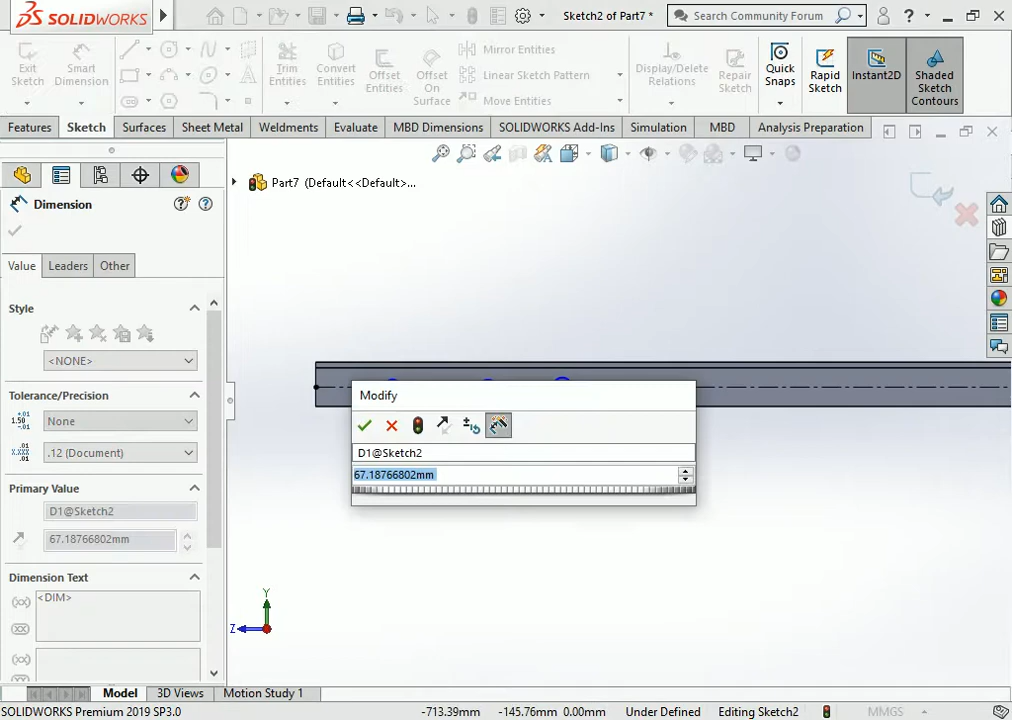 SOLIDWORKS
Sketch2 of Part7 *
Search Community Forum
?
Exit Sketch
Smart Dimension
Trim Entities
Convert Entities
Offset Entities
Offset On Surface
Mirror Entities
Linear Sketch Pattern
Move Entities
Display/Delete Relations
Repair Sketch
Quick Snaps
Rapid Sketch
Instant2D
Shaded Sketch Contours
Features
Sketch
Surfaces
Sheet Metal
Weldments
Evaluate
MBD Dimensions
SOLIDWORKS Add-Ins
Simulation
MBD
Analysis Preparation
Part7 (Default<<Default>...
Dimension
Value
Leaders
Other
Style
<NONE>
Tolerance/Precision
None
.12 (Document)
Primary Value
D1@Sketch2
67.18766802mm
Dimension Text
<DIM>
Modify
D1@Sketch2
67.18766802mm
Y
Z
Model
3D Views
Motion Study 1
SOLIDWORKS Premium 2019 SP3.0
-713.39mm
-145.76mm
0.00mm
Under Defined
Editing Sketch2
MMGS